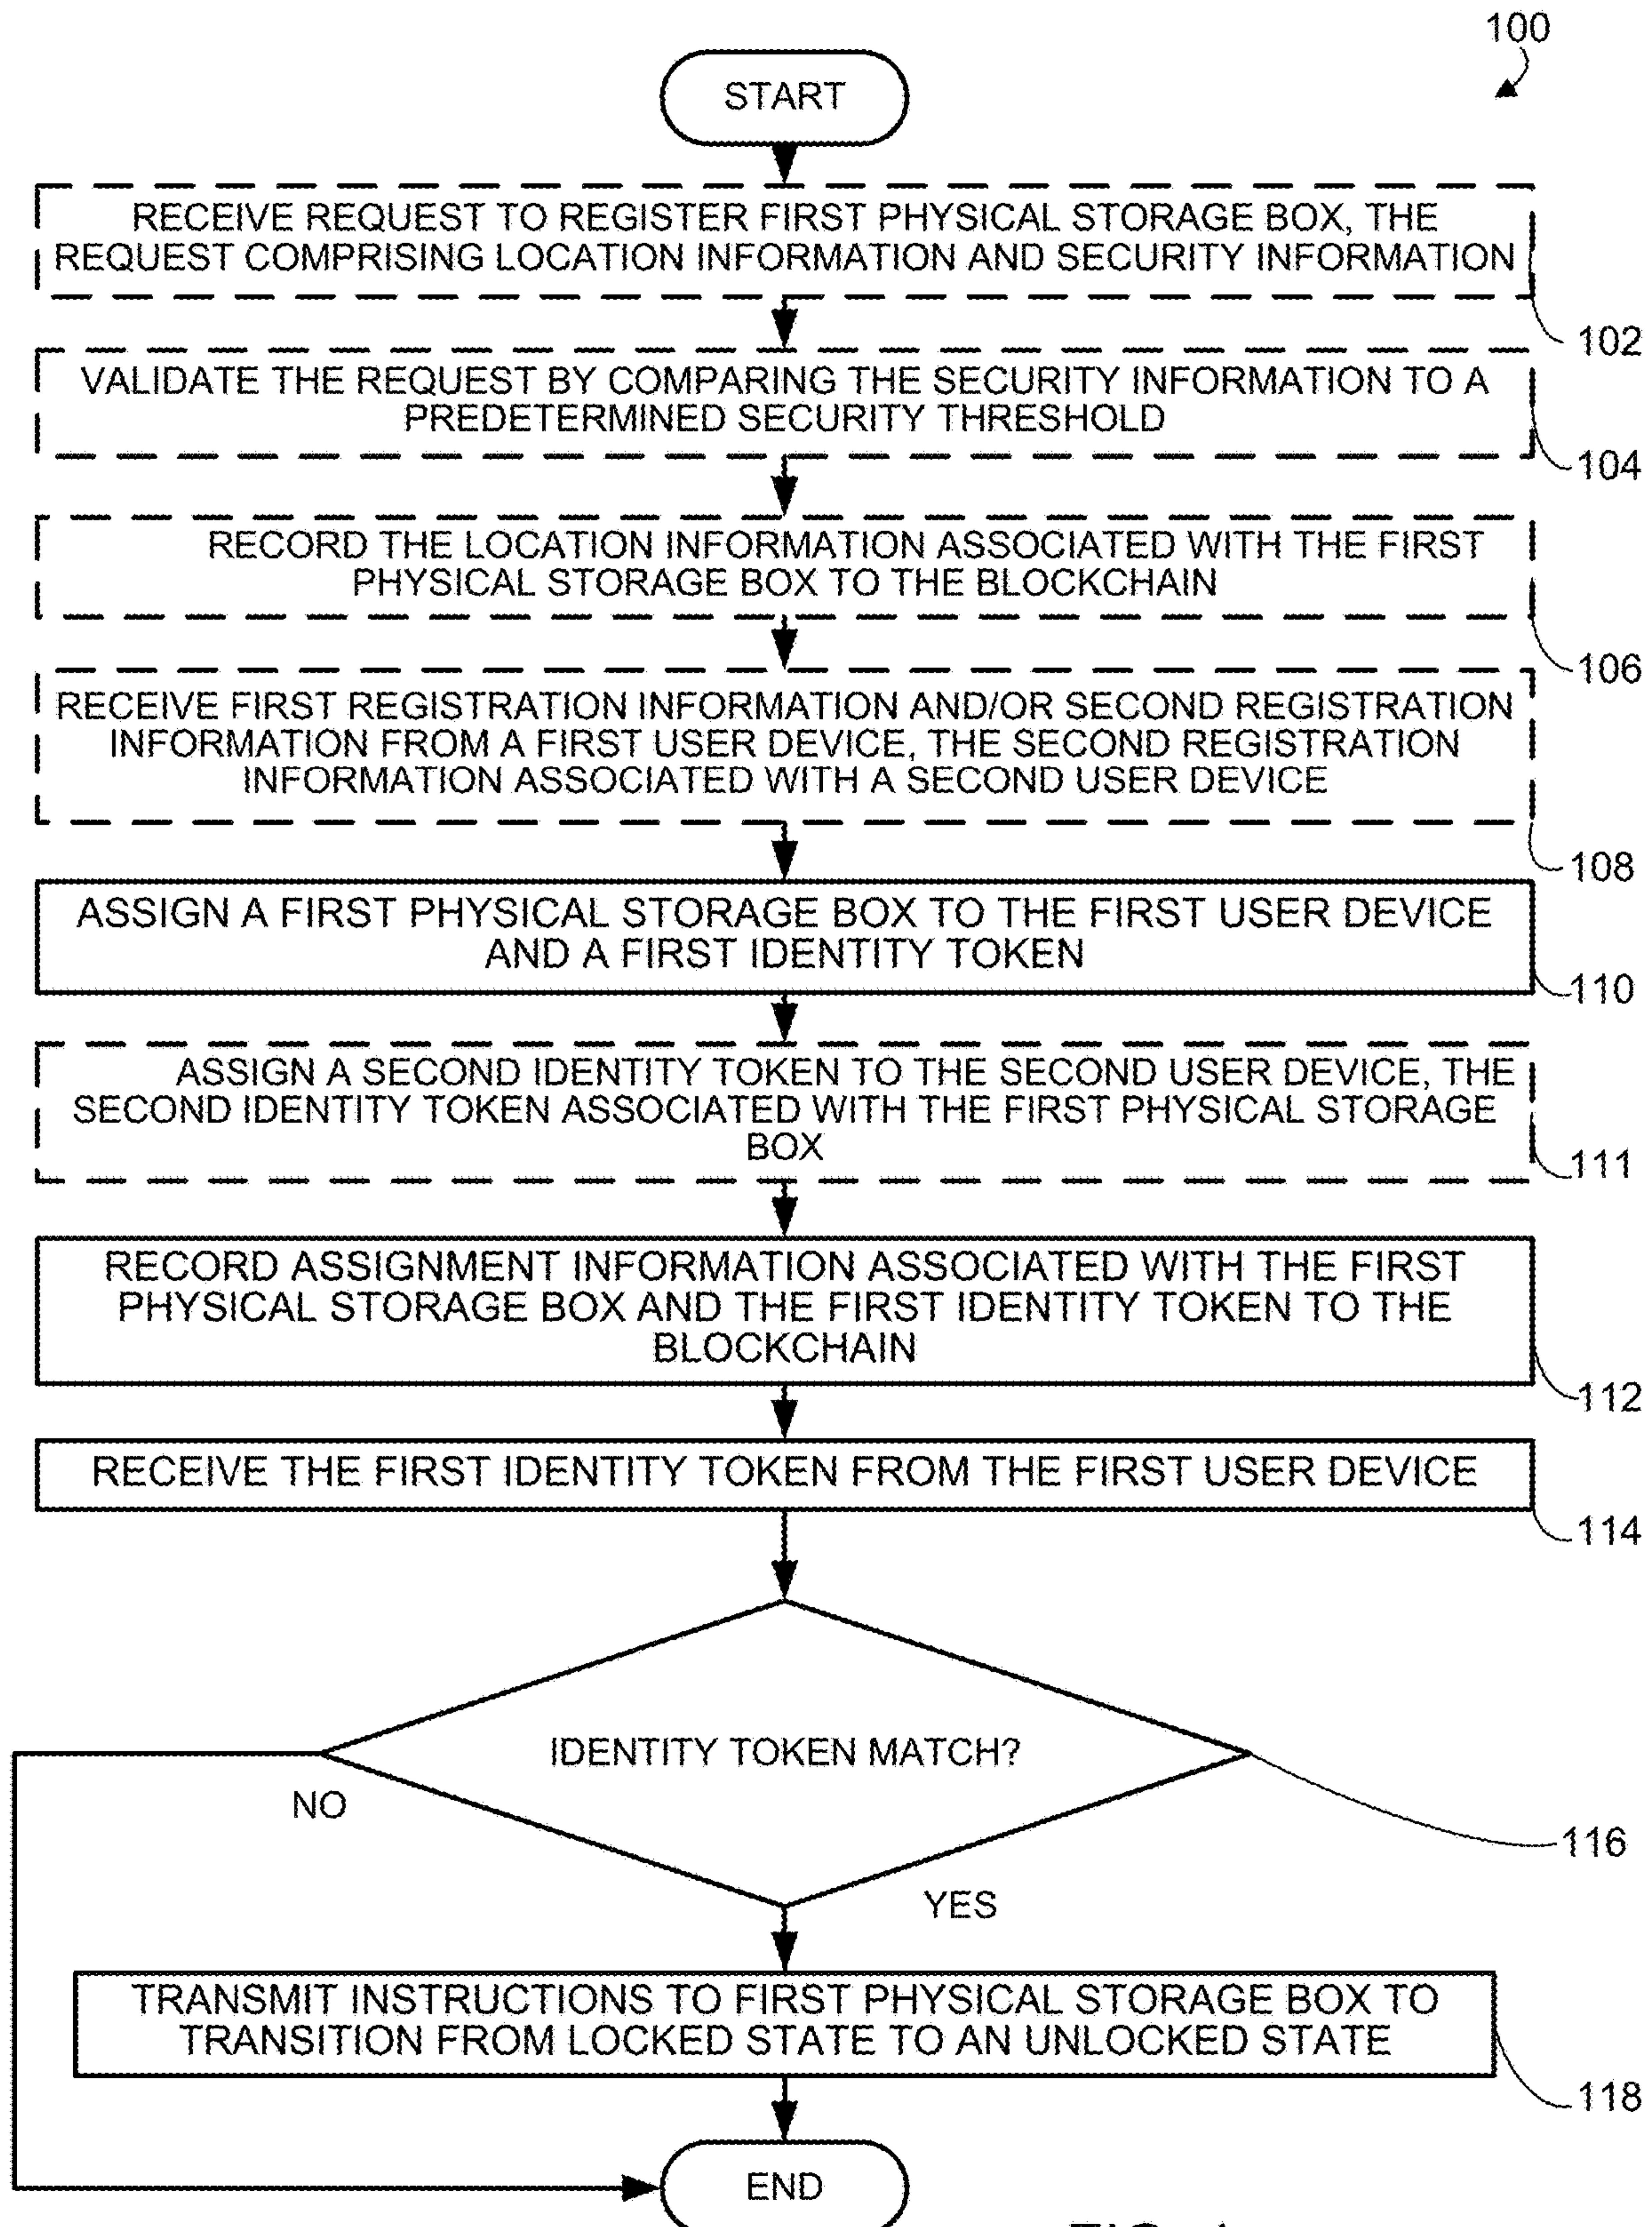 100
START
RECEIVE REQUEST TO REGISTER FIRST PHYSICAL STORAGE BOX, THE
REQUEST COMPRISING LOCATION INFORMATION AND SECURITY INFORMATION
102
VALIDATE THE REQUEST BY COMPARING THE SECURITY INFORMATION TO A
PREDETERMINED SECURITY THRESHOLD
104
RECORD THE LOCATION INFORMATION ASSOCIATED WITH THE FIRST
PHYSICAL STORAGE BOX TO THE BLOCKCHAIN
106
RECEIVE FIRST REGISTRATION INFORMATION AND/OR SECOND REGISTRATION
INFORMATION FROM A FIRST USER DEVICE, THE SECOND REGISTRATION
INFORMATION ASSOCIATED WITH A SECOND USER DEVICE
108
ASSIGN A FIRST PHYSICAL STORAGE BOX TO THE FIRST USER DEVICE
AND A FIRST IDENTITY TOKEN
110
ASSIGN A SECOND IDENTITY TOKEN TO THE SECOND USER DEVICE, THE
SECOND IDENTITY TOKEN ASSOCIATED WITH THE FIRST PHYSICAL STORAGE
BOX
111
RECORD ASSIGNMENT INFORMATION ASSOCIATED WITH THE FIRST
PHYSICAL STORAGE BOX AND THE FIRST IDENTITY TOKEN TO THE
BLOCKCHAIN
112
RECEIVE THE FIRST IDENTITY TOKEN FROM THE FIRST USER DEVICE
114
IDENTITY TOKEN MATCH?
NO
116
YES
TRANSMIT INSTRUCTIONS TO FIRST PHYSICAL STORAGE BOX TO
TRANSITION FROM LOCKED STATE TO AN UNLOCKED STATE
118
END